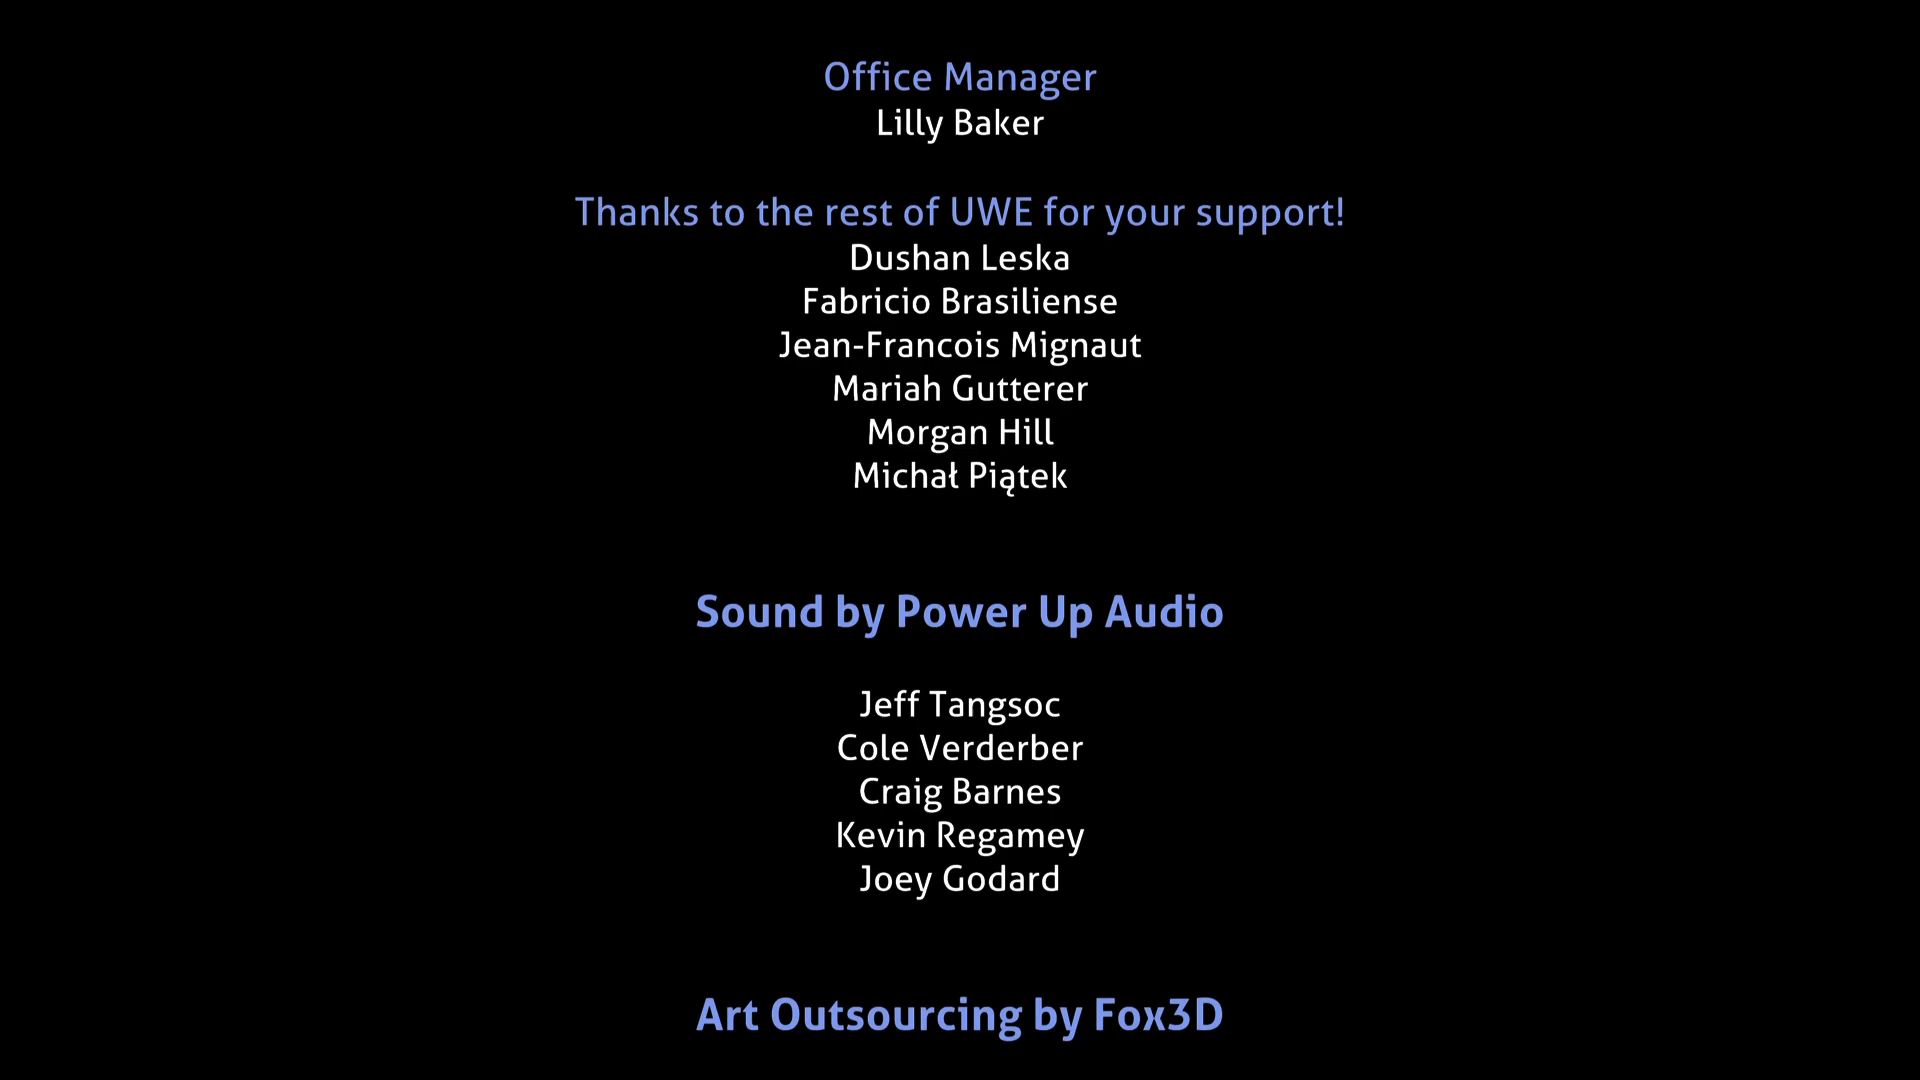 Office Manager
Lilly Baker
Thanks to the rest of UWE for your support!
Dushan Leska
Fabricio Brasiliense
Jean-Francois Mignaut
Mariah Gutterer
Morgan Hill
Michał Piątek
Sound by Power Up Audio
Jeff Tangsoc
Cole Verderber
Craig Barnes
Kevin Regamey
Joey Godard
Art Outsourcing by Fox3D